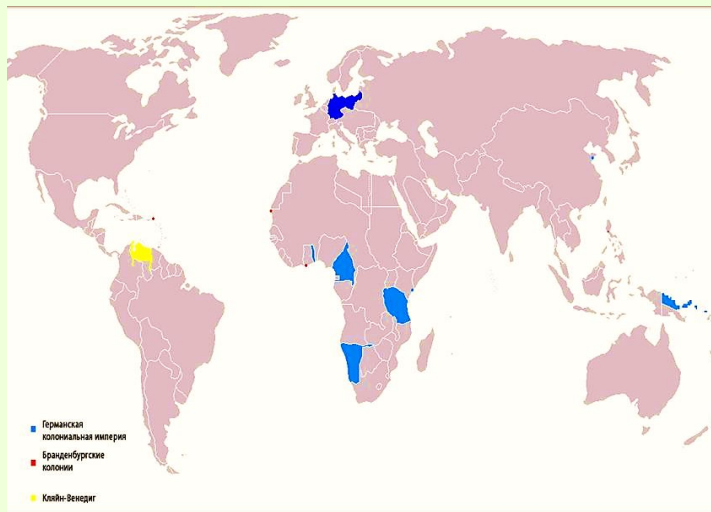 Германская
колониальная империя
Бранденбургские
колонии
Кляйн-Венедиг